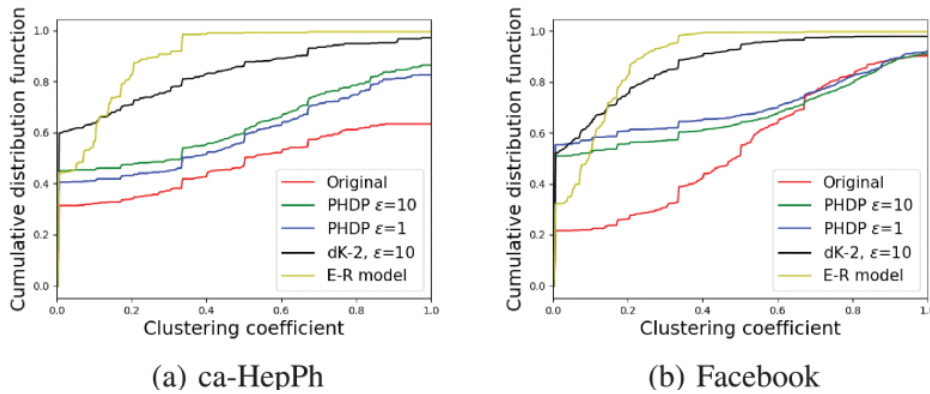 Cumulative distribution function
1.0
0.8
0.6
0.4
0.2
0.0
Original
PHDP ε=10
PHDP ε=1
dK-2, ε=10
E-R model
0.0 0.2 0.4 0.6 0.8 1.0
Clustering coefficient
(a) ca-HepPh
Cumulative distribution function
1.0
0.8
0.6
0.4
0.2
0.0
Original
PHDP ε=10
PHDP ε=1
dK-2, ε=10
E-R model
0.0 0.2 0.4 0.6 0.8 1.0
Clustering coefficient
(b) Facebook